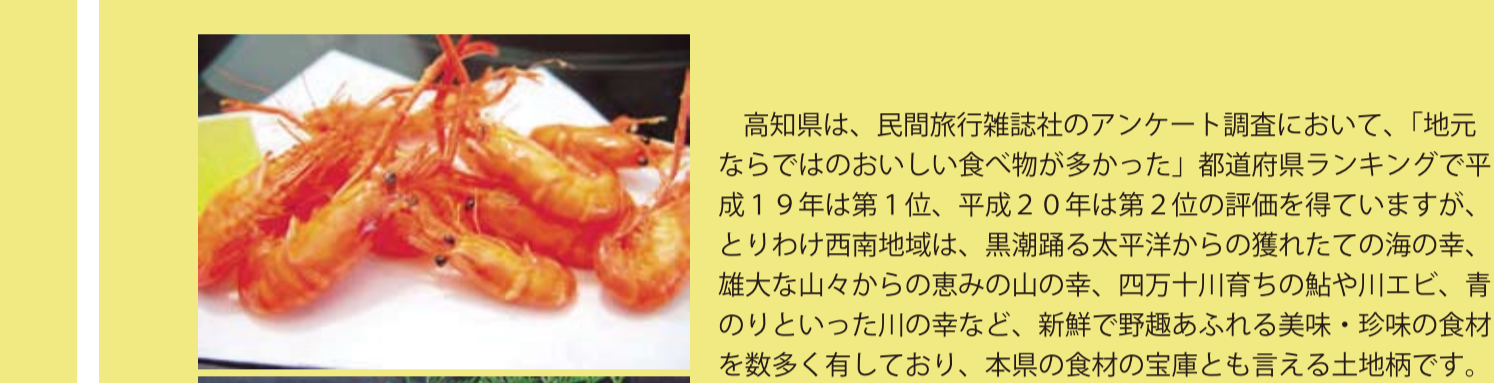 高知県は、民間旅行雑誌社のアンケート調査において、「地元
ならではのおいしい食べ物が多かった」都道府県ランキングで平
成１９年は第１位、平成２０年は第２位の評価を得ていますが、
とりわけ西南地域は、黒潮踊る太平洋からの獲れたての海の幸、
雄大な山々からの恵みの山の幸、四万十川育ちの鮎や川エビ、青
のりといった川の幸など、新鮮で野趣あふれる美味・珍味の食材
を数多く有しており、本県の食材の宝庫とも言える土地柄です。